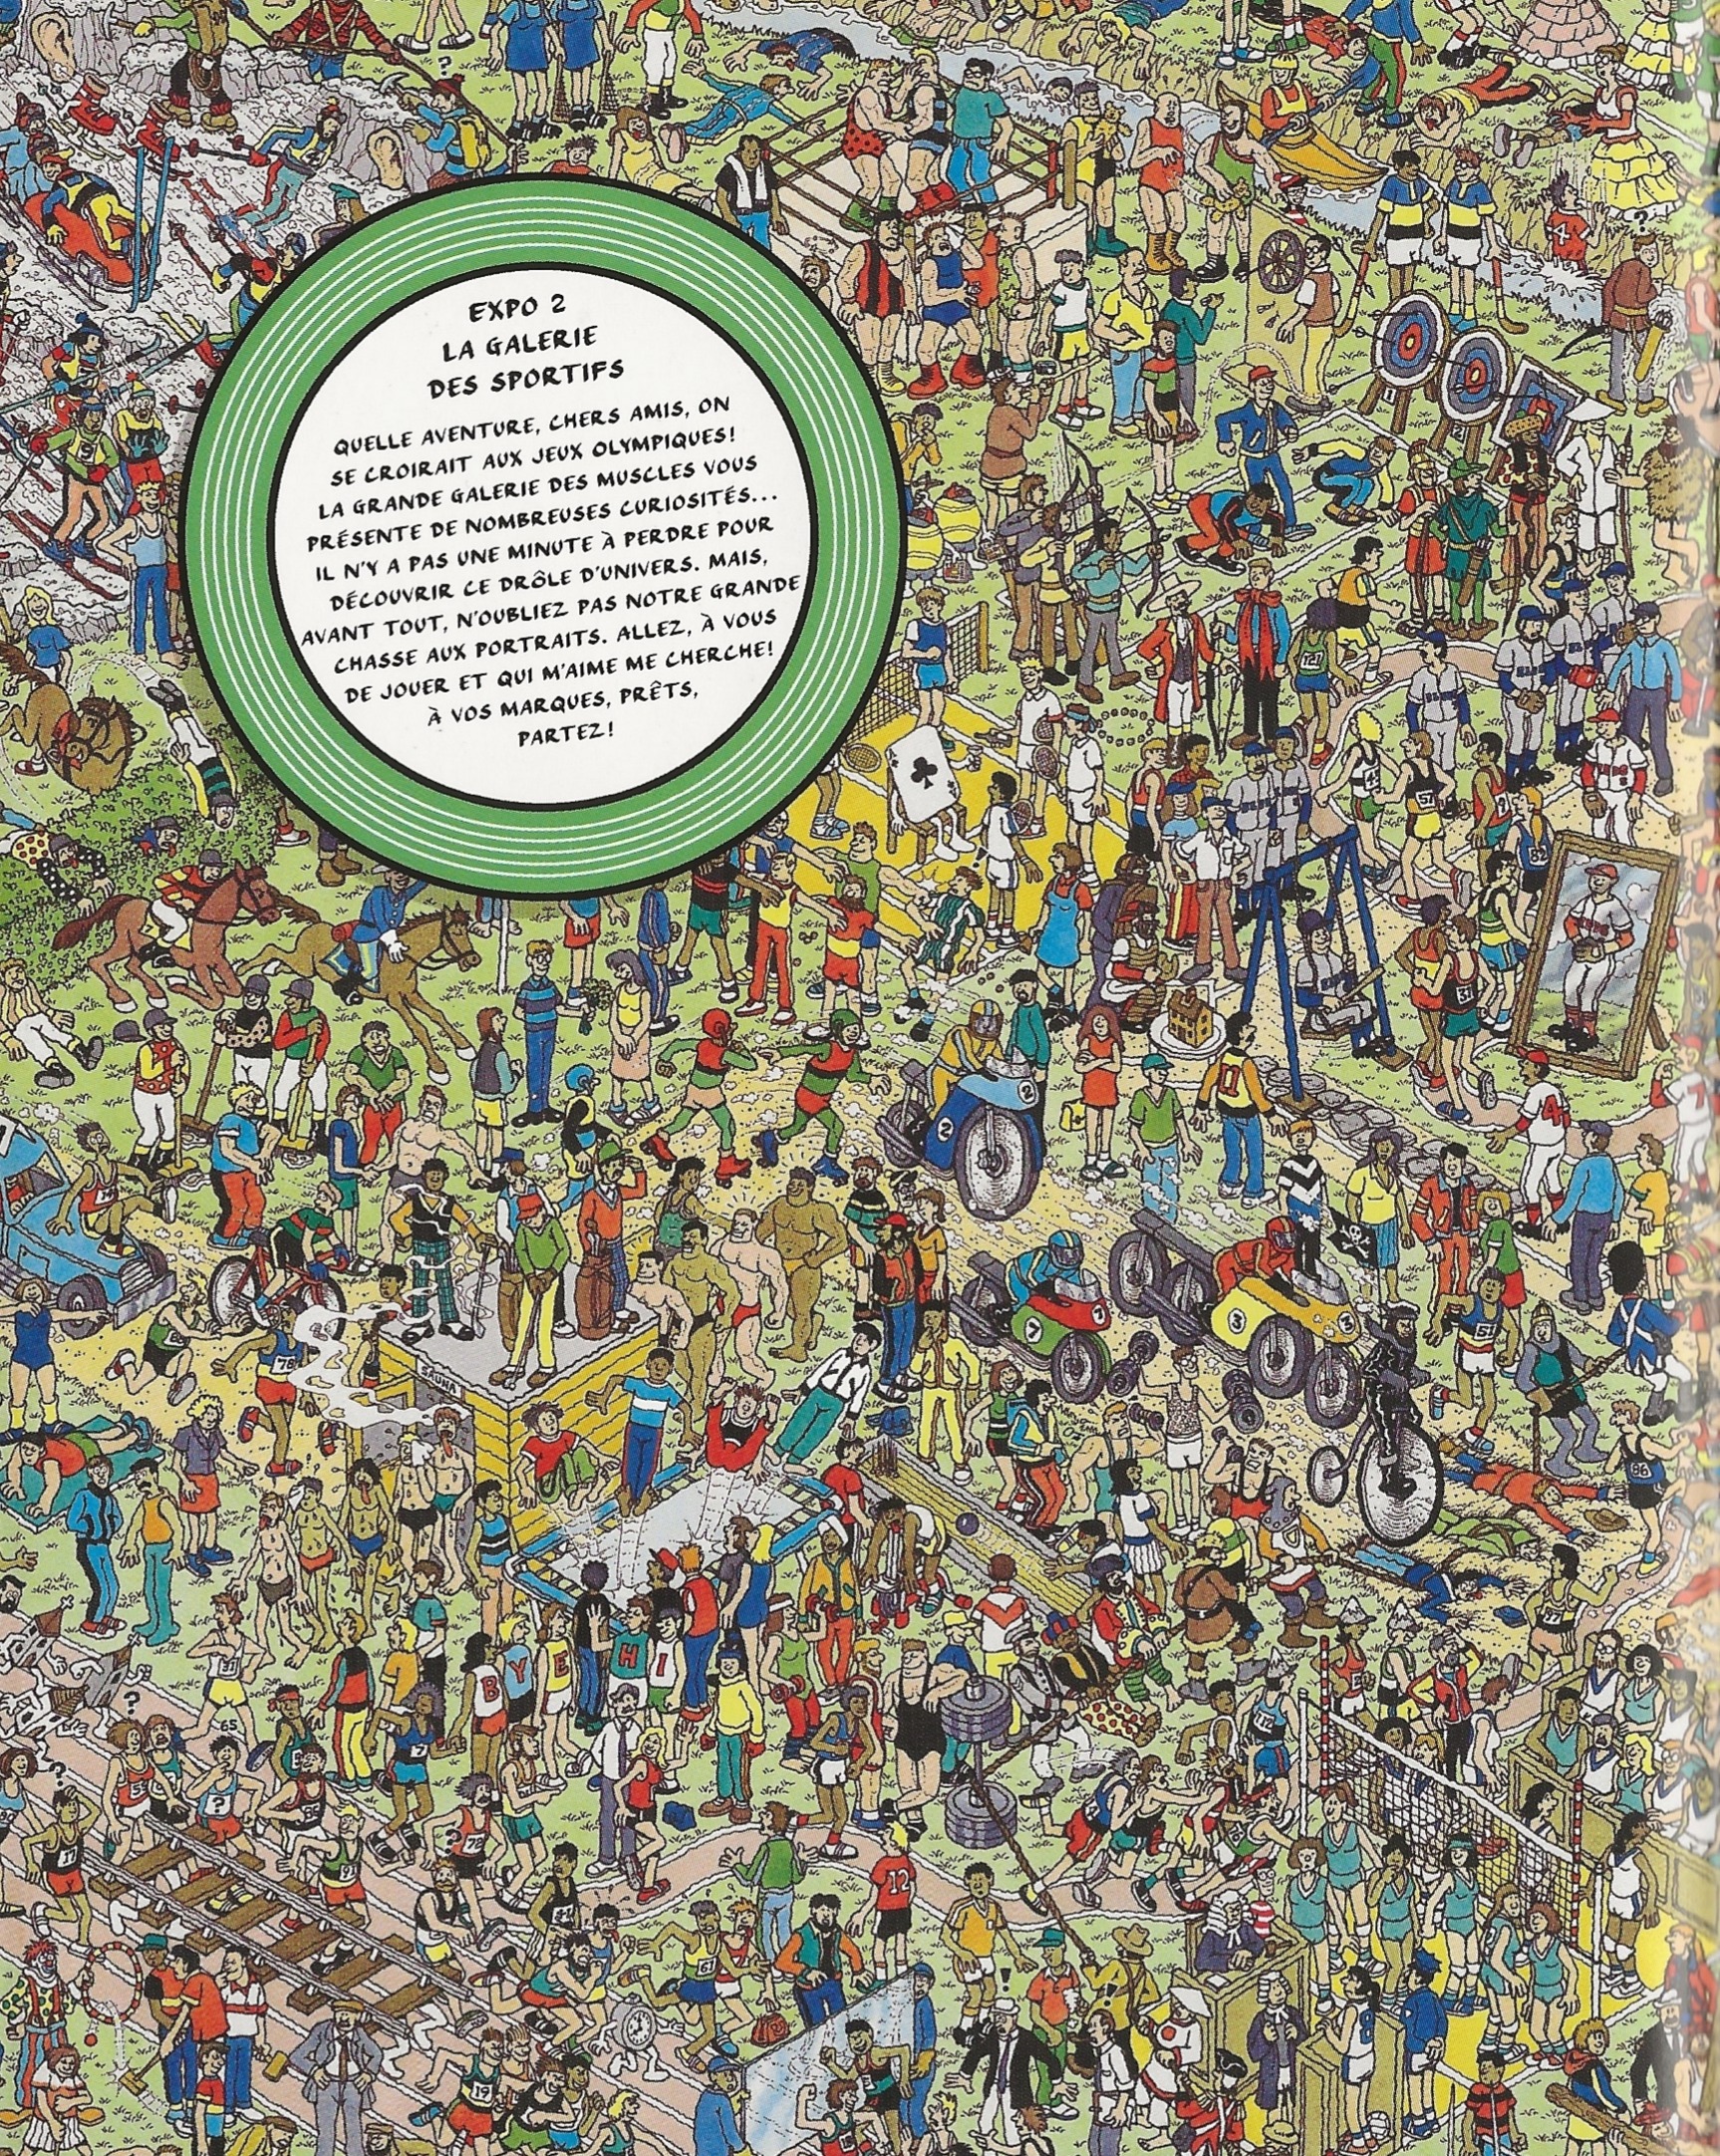 EXPO 2
LA GALERIE
DES SPORTIFS
QUELLE AVENTURE, CHERS AMIS, ON
SE CROIRAIT AUX JEUX OLYMPIQUES!
LA GRANDE GALERIE DES MUSCLES VOUS
PRÉSENTE DE NOMBREUSES CURIOSITÉS...
IL N'Y A PAS UNE MINUTE À PERDRE POUR
DÉCOUVRIR CE DRÔLE D'UNIVERS. MAIS,
AVANT TOUT, N'OUBLIEZ PAS NOTRE GRANDE
CHASSE AUX PORTRAITS. ALLEZ, À VOUS
DE JOUER ET QUI M'AIME ME CHERCHE!
À VOS MARQUES, PRÊTS,
PARTEZ!
SAUNA
BYE
HI